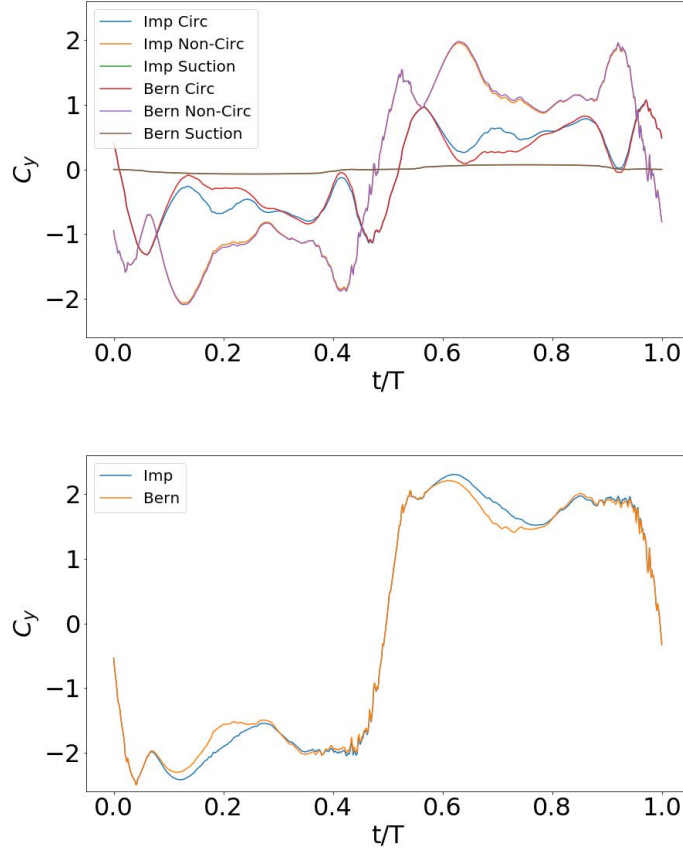 Imp Circ
Imp Non-Circ
Imp Suction
Bern Circ
Bern Non-Circ
Bern Suction
2
1
0
−1
−2
C_y
0.0 0.2 0.4 0.6 0.8 1.0
t/T
Imp
Bern
2
1
0
−1
−2
C_y
0.0 0.2 0.4 0.6 0.8 1.0
t/T